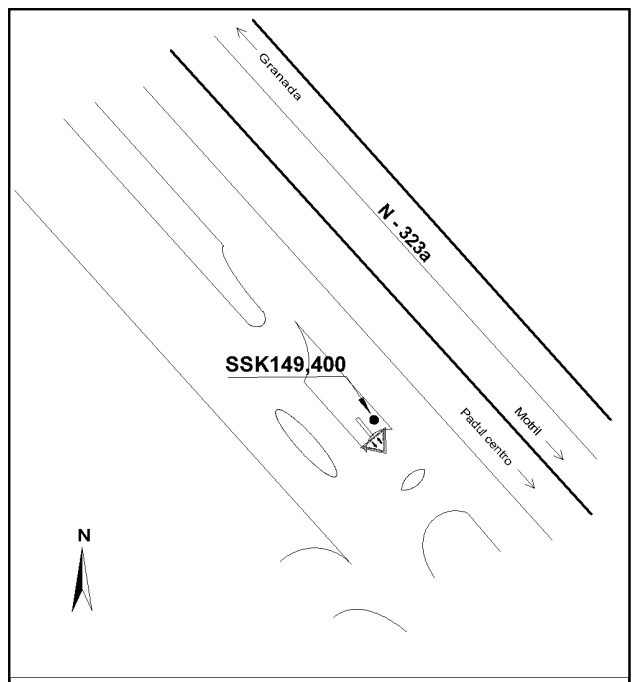 Granada
N - 323a
SSK149,400
Motril
Padul centro
N